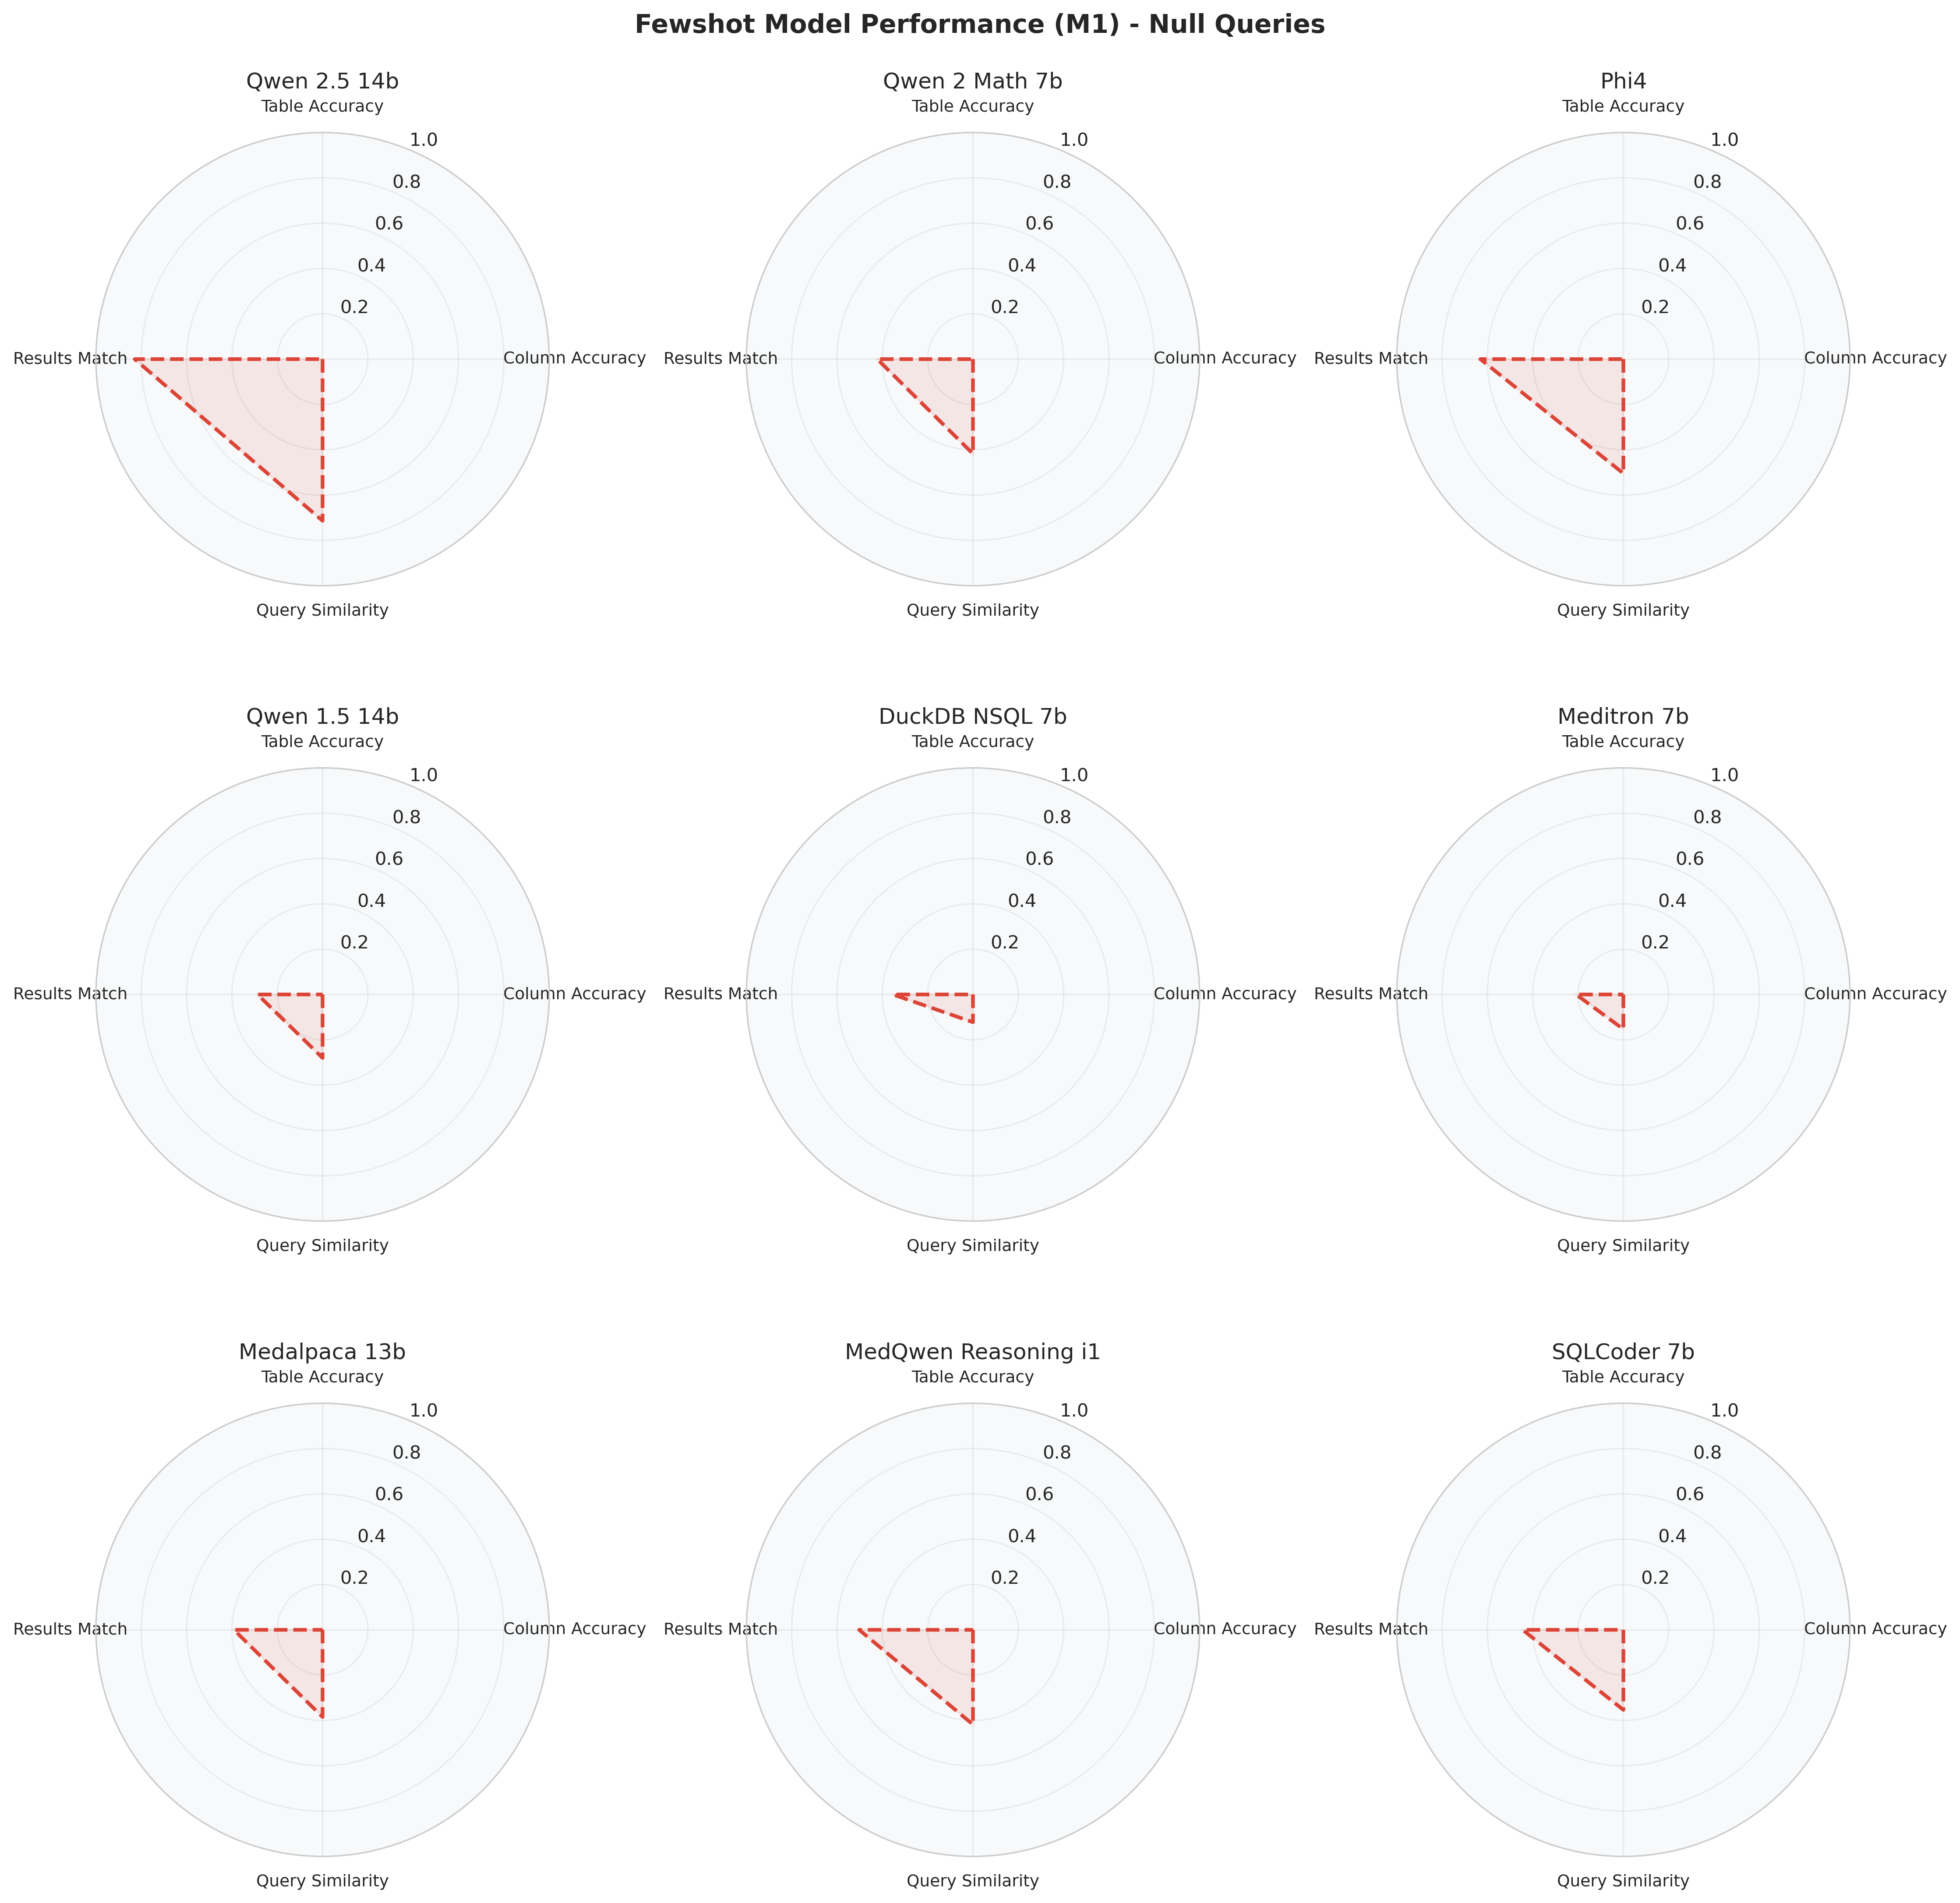 Fewshot Model Performance (M1) - Null Queries
Qwen 2.5 14b
Table Accuracy
1.0
0.8
0.6
0.4
0.2
Results Match
Column Accuracy
Query Similarity
Qwen 2 Math 7b
Table Accuracy
1.0
0.8
0.6
0.4
0.2
Results Match
Column Accuracy
Query Similarity
Phi4
Table Accuracy
1.0
0.8
0.6
0.4
0.2
Results Match
Column Accuracy
Query Similarity
Qwen 1.5 14b
Table Accuracy
1.0
0.8
0.6
0.4
0.2
Results Match
Column Accuracy
Query Similarity
DuckDB NSQL 7b
Table Accuracy
1.0
0.8
0.6
0.4
0.2
Results Match
Column Accuracy
Query Similarity
Meditron 7b
Table Accuracy
1.0
0.8
0.6
0.4
0.2
Results Match
Column Accuracy
Query Similarity
Medalpaca 13b
Table Accuracy
1.0
0.8
0.6
0.4
0.2
Results Match
Column Accuracy
Query Similarity
MedQwen Reasoning i1
Table Accuracy
1.0
0.8
0.6
0.4
0.2
Results Match
Column Accuracy
Query Similarity
SQLCoder 7b
Table Accuracy
1.0
0.8
0.6
0.4
0.2
Results Match
Column Accuracy
Query Similarity